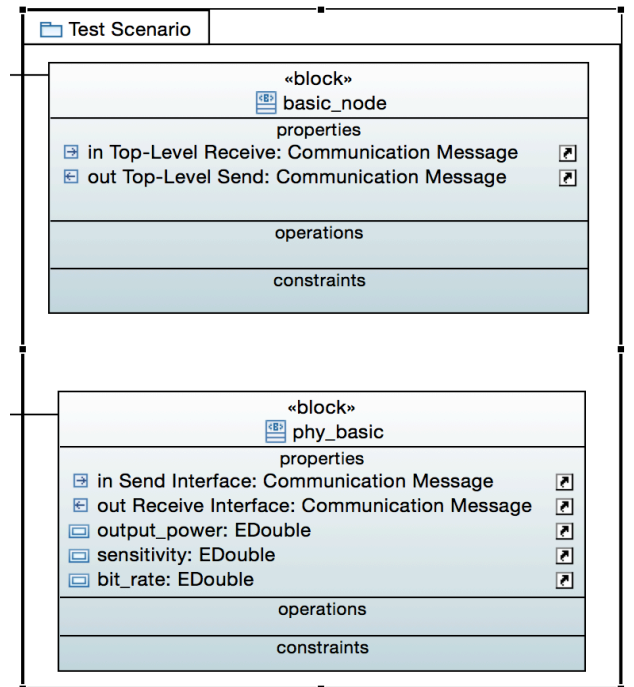 Test Scenario
«block»
basic_node
properties
in Top-Level Receive: Communication Message
out Top-Level Send: Communication Message
operations
constraints
«block»
phy_basic
properties
in Send Interface: Communication Message
out Receive Interface: Communication Message
output_power: EDouble
sensitivity: EDouble
bit_rate: EDouble
operations
constraints